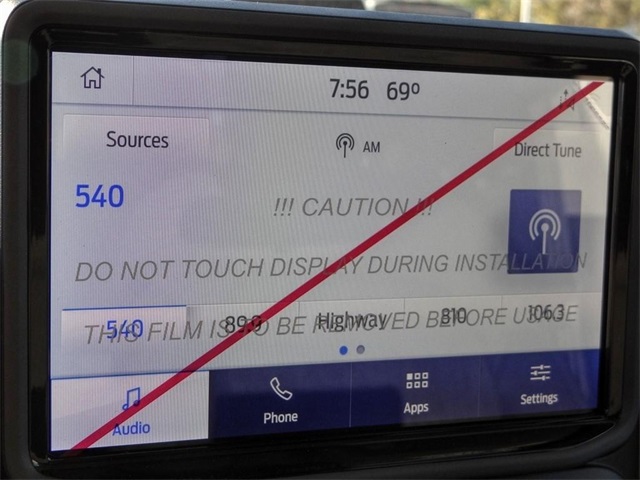 7:56 69º
Sources
AM
Direct Tune
540
!!! CAUTION !!!
DO NOT TOUCH DISPLAY DURING INSTALLATION
540 89.9 Highway 810 106.3
THIS FILM IS TO BE REMOVED BEFORE USAGE
Audio
Phone
Apps
Settings